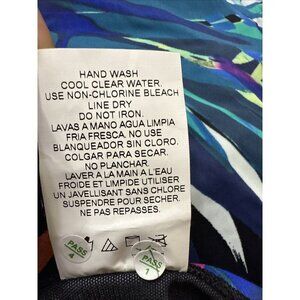 HAND WASH
COOL CLEAR WATER.
USE NON-CHLORINE BLEACH
LINE DRY
DO NOT IRON.
LAVAS A MANO AGUA LIMPIA
FRIA FRESCA. NO USE
BLANQUEADOR SIN CLORO.
COLGAR PARA SECAR.
NO PLANCHAR.
LAVER A LA MAIN A L'EAU
FROIDE ET LIMPIDE UTILISER
UN JAVELLISANT SANS CHLORE
SUSPENDRE POUR SECHER.
NE PAS REPASSES.
PASS
4
PASS
1